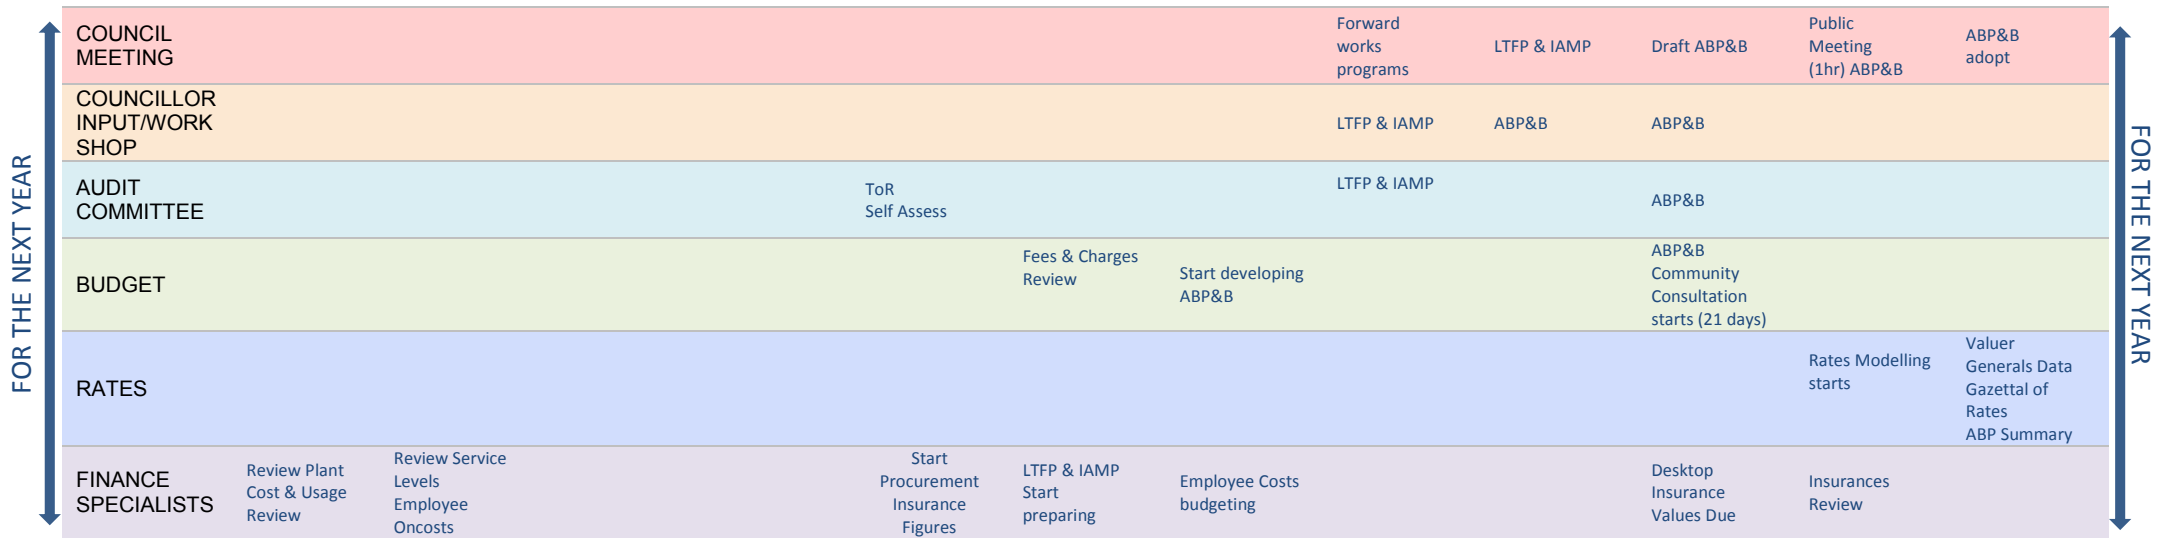 FOR THE NEXT YEAR
COUNCIL
MEETING
Forward
works
programs
LTFP & IAMP
Draft ABP&B
Public
Meeting
(1hr) ABP&B
ABP&B
adopt
COUNCILLOR
INPUT/WORK
SHOP
LTFP & IAMP
ABP&B
ABP&B
AUDIT
COMMITTEE
ToR
Self Assess
LTFP & IAMP
ABP&B
BUDGET
Fees & Charges
Review
Start developing
ABP&B
ABP&B
Community
Consultation
starts (21 days)
RATES
Rates Modelling
starts
Valuer
Generals Data
Gazettal of
Rates
ABP Summary
FINANCE
SPECIALISTS
Review Plant
Cost & Usage
Review
Review Service
Levels
Employee
Oncosts
Start
Procurement
Insurance
Figures
LTFP & IAMP
Start
preparing
Employee Costs
budgeting
Desktop
Insurance
Values Due
Insurances
Review
FOR THE NEXT YEAR